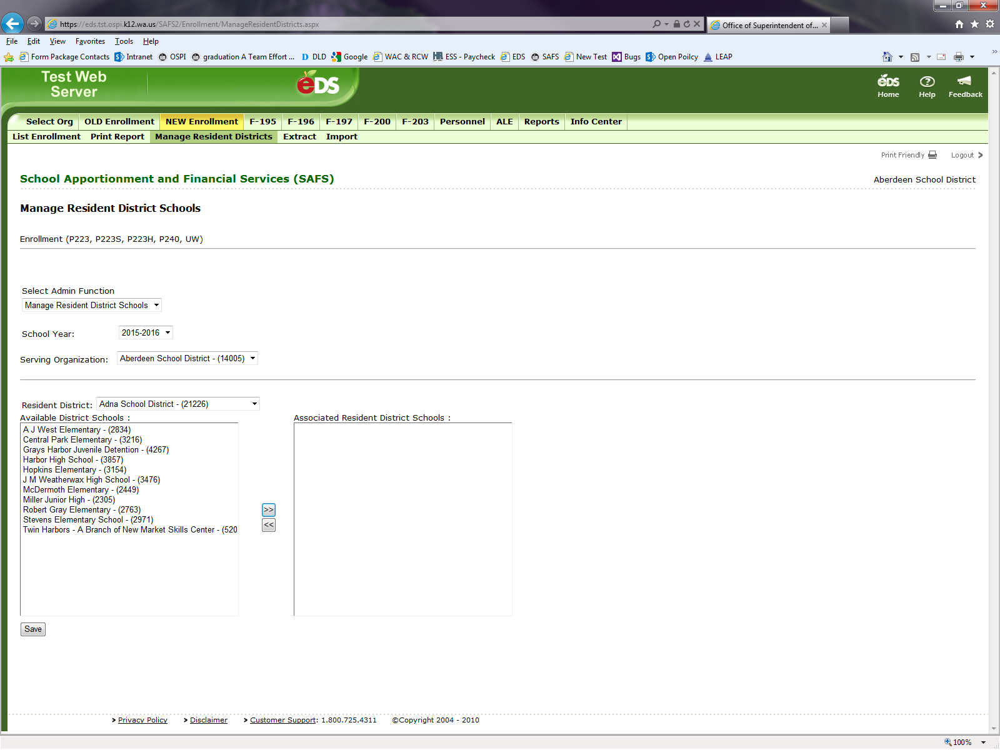 https://eds.tst.ospi.k12.wa.us/SAFS2/Enrollment/ManageResidentDistricts.aspx
Office of Superintendent of...
File Edit View Favorites Tools Help
Form Package Contacts Intranet OSPI graduation A Team Effort ... DLD Google WAC & RCW ESS - Paycheck EDS SAFS New Test Bugs Open Poilcy LEAP
Test Web
Server
eDS
eDS
Home Help Feedback
Select Org OLD Enrollment NEW Enrollment F-195 F-196 F-197 F-200 F-203 Personnel ALE Reports Info Center
List Enrollment Print Report Manage Resident Districts Extract Import
Print Friendly Logout
School Apportionment and Financial Services (SAFS)
Aberdeen School District
Manage Resident District Schools
Enrollment (P223, P223S, P223H, P240, UW)
Select Admin Function
Manage Resident District Schools
School Year: 2015-2016
Serving Organization: Aberdeen School District - (14005)
Resident District: Adna School District - (21226)
Available District Schools : Associated Resident District Schools :
A J West Elementary - (2834)
Central Park Elementary - (3216)
Grays Harbor Juvenile Detention - (4267)
Harbor High School - (3857)
Hopkins Elementary - (3154)
J M Weatherwax High School - (3476)
McDermoth Elementary - (2449)
Miller Junior High - (2305)
Robert Gray Elementary - (2763)
Stevens Elementary School - (2971)
Twin Harbors - A Branch of New Market Skills Center - (520
>>
<<
Save
Privacy Policy Disclaimer Customer Support: 1.800.725.4311 ©Copyright 2004 - 2010
100%